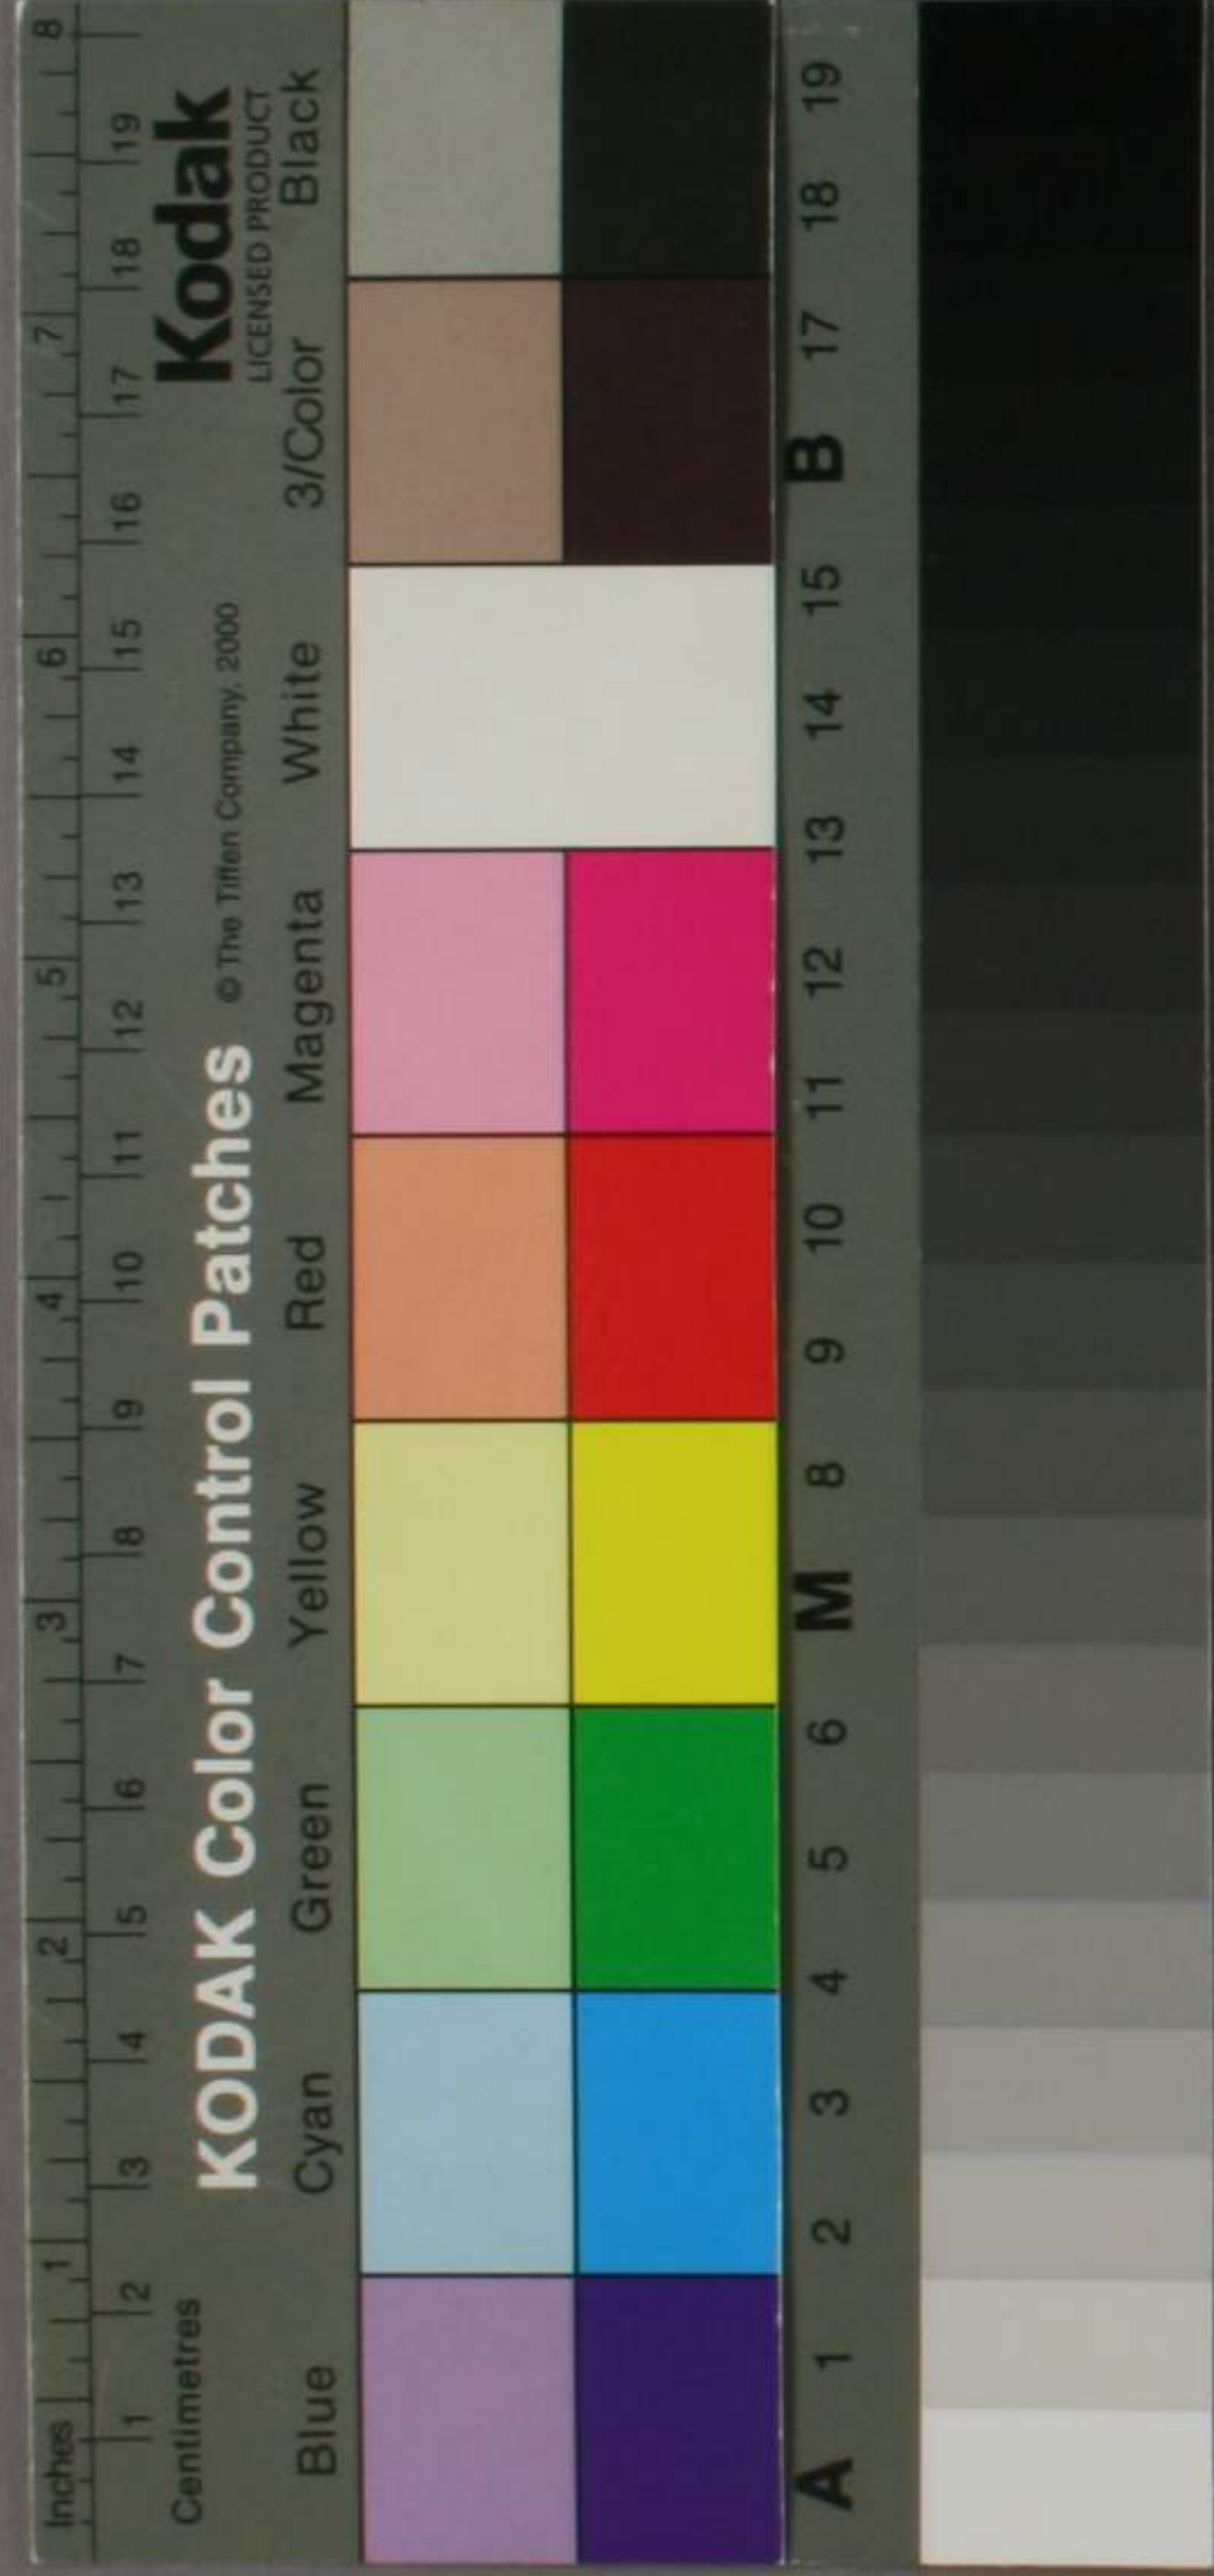 Inches 1 2 3 4 5 6 7 8
Centimetres 1 2 3 4 5 6 7 8 9 10 11 12 13 14 15 16 17 18 19
KODAK Color Control Patches
© The Tiffen Company, 2000
Kodak
LICENSED PRODUCT
Blue Cyan Green Yellow Red Magenta White 3/Color Black
A 1 2 3 4 5 6 M 8 9 10 11 12 13 14 15 B 17 18 19